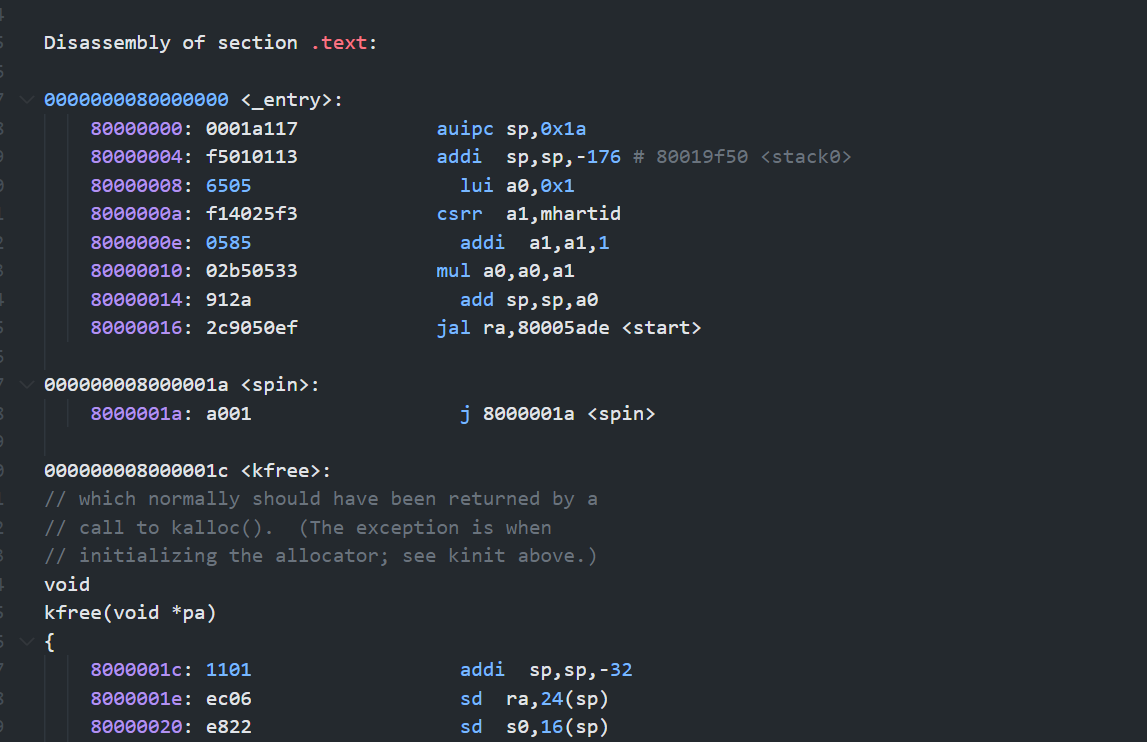 Disassembly of section .text:
0000000080000000 <_entry>:
80000000: 0001a117 auipc sp,0x1a
80000004: f5010113 addi sp,sp,-176 # 80019f50 <stack0>
80000008: 6505 lui a0,0x1
8000000a: f14025f3 csrr a1,mhartid
8000000e: 0585 addi a1,a1,1
80000010: 02b50533 mul a0,a0,a1
80000014: 912a add sp,sp,a0
80000016: 2c9050ef jal ra,80005ade <start>
000000008000001a <spin>:
8000001a: a001 j 8000001a <spin>
000000008000001c <kfree>:
// which normally should have been returned by a
// call to kalloc().  (The exception is when
// initializing the allocator; see kinit above.)
void
kfree(void *pa)
{
8000001c: 1101 addi sp,sp,-32
8000001e: ec06 sd ra,24(sp)
80000020: e822 sd s0,16(sp)